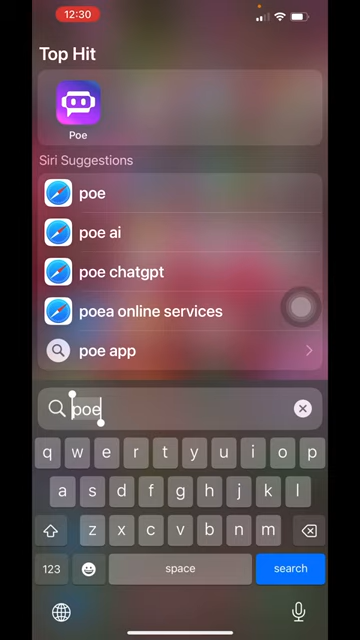 12:30
Top Hit
Poe
Siri Suggestions
poe
poe ai
poe chatgpt
poea online services
poe app
poe
q w e r t y u i o p
a s d f g h j k l
z x c v b n m
123 space search